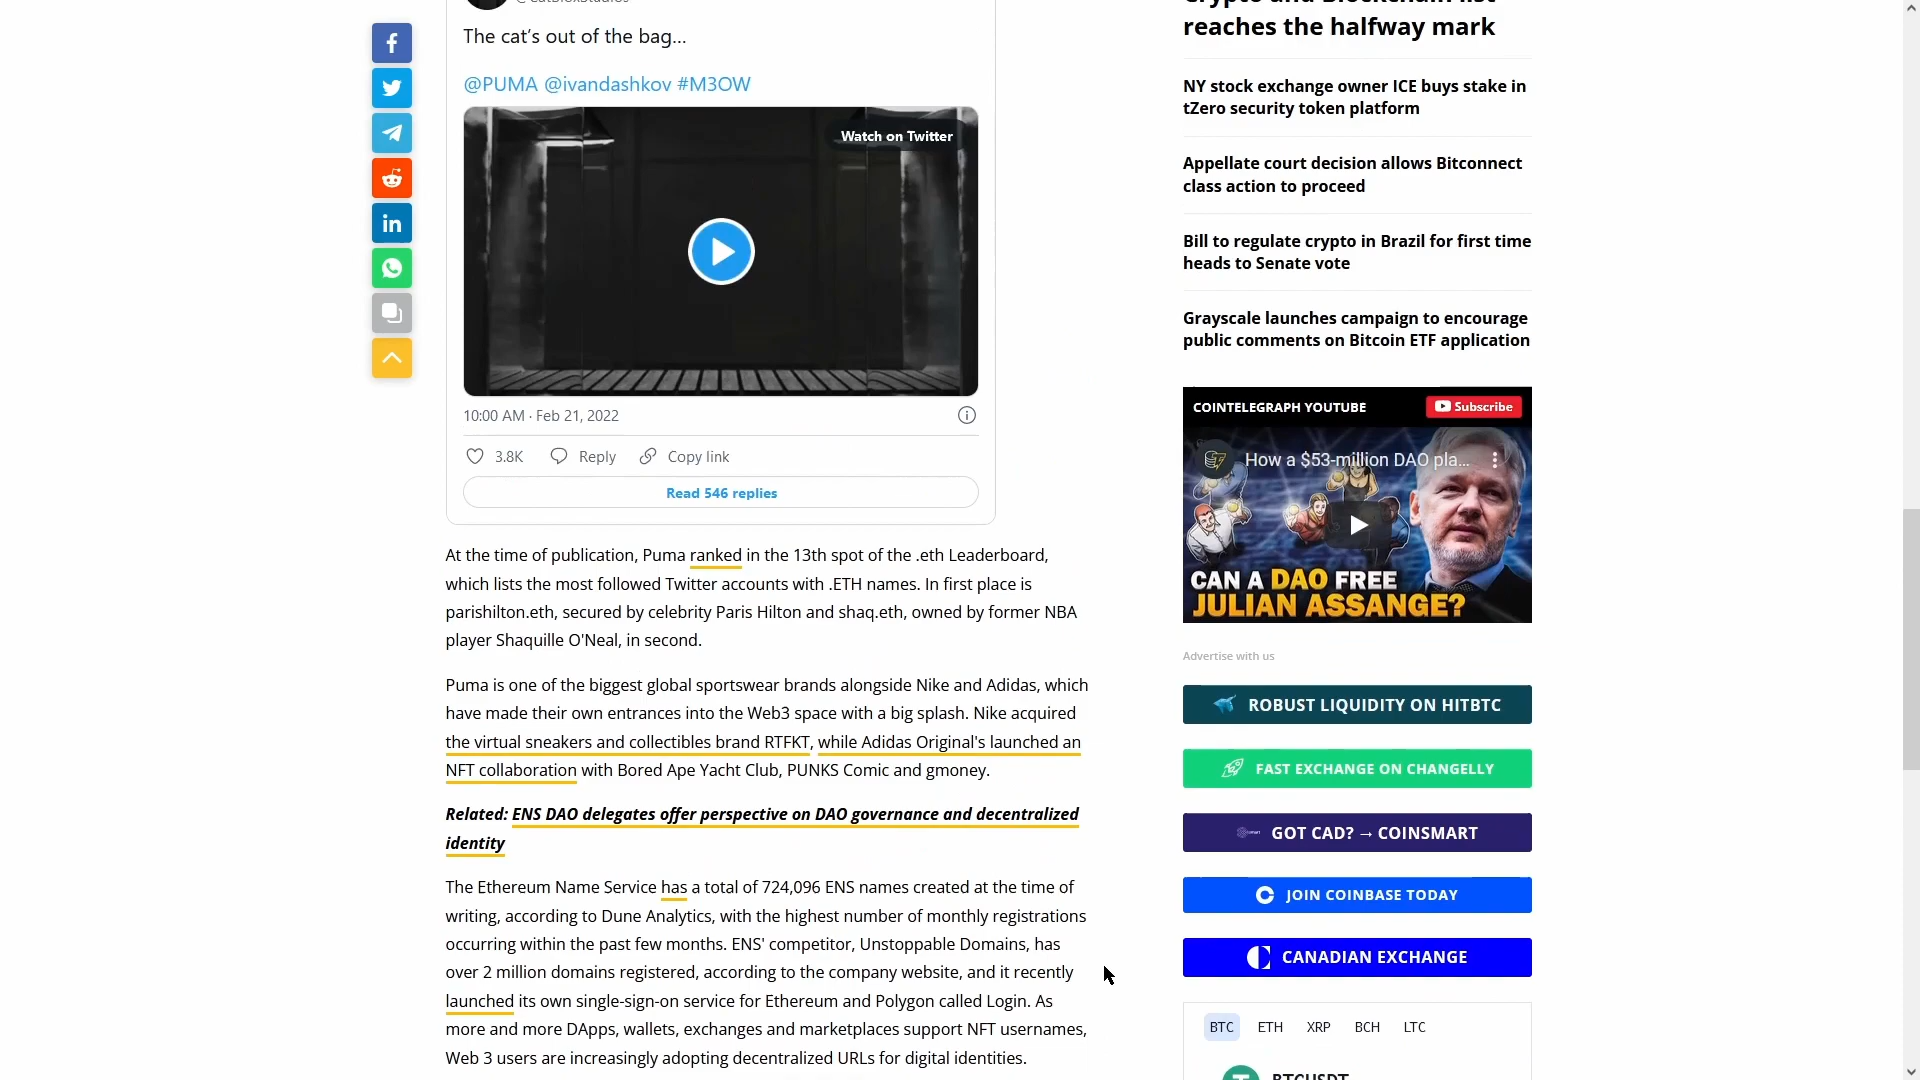 The cat's out of the bag...
@PUMA @ivandashkov #M3OW
Watch on Twitter
10:00 AM · Feb 21, 2022
3.8K
Reply
Copy link
Read 546 replies
At the time of publication, Puma ranked in the 13th spot of the .eth Leaderboard,
which lists the most followed Twitter accounts with .ETH names. In first place is
parishilton.eth, secured by celebrity Paris Hilton and shaq.eth, owned by former NBA
player Shaquille O'Neal, in second.
Puma is one of the biggest global sportswear brands alongside Nike and Adidas, which
have made their own entrances into the Web3 space with a big splash. Nike acquired
the virtual sneakers and collectibles brand RTFKT, while Adidas Original's launched an
NFT collaboration with Bored Ape Yacht Club, PUNKS Comic and gmoney.
Related: ENS DAO delegates offer perspective on DAO governance and decentralized
identity
The Ethereum Name Service has a total of 724,096 ENS names created at the time of
writing, according to Dune Analytics, with the highest number of monthly registrations
occurring within the past few months. ENS' competitor, Unstoppable Domains, has
over 2 million domains registered, according to the company website, and it recently
launched its own single-sign-on service for Ethereum and Polygon called Login. As
more and more DApps, wallets, exchanges and marketplaces support NFT usernames,
Web 3 users are increasingly adopting decentralized URLs for digital identities.
Crypto and Blockchain list
reaches the halfway mark
NY stock exchange owner ICE buys stake in
tZero security token platform
Appellate court decision allows Bitconnect
class action to proceed
Bill to regulate crypto in Brazil for first time
heads to Senate vote
Grayscale launches campaign to encourage
public comments on Bitcoin ETF application
COINTELEGRAPH YOUTUBE
Subscribe
How a $53-million DAO pla...
CAN A DAO FREE
JULIAN ASSANGE?
Advertise with us
ROBUST LIQUIDITY ON HITBTC
FAST EXCHANGE ON CHANGELLY
GOT CAD? → COINSMART
JOIN COINBASE TODAY
CANADIAN EXCHANGE
BTC ETH XRP BCH LTC
BTCUSDT